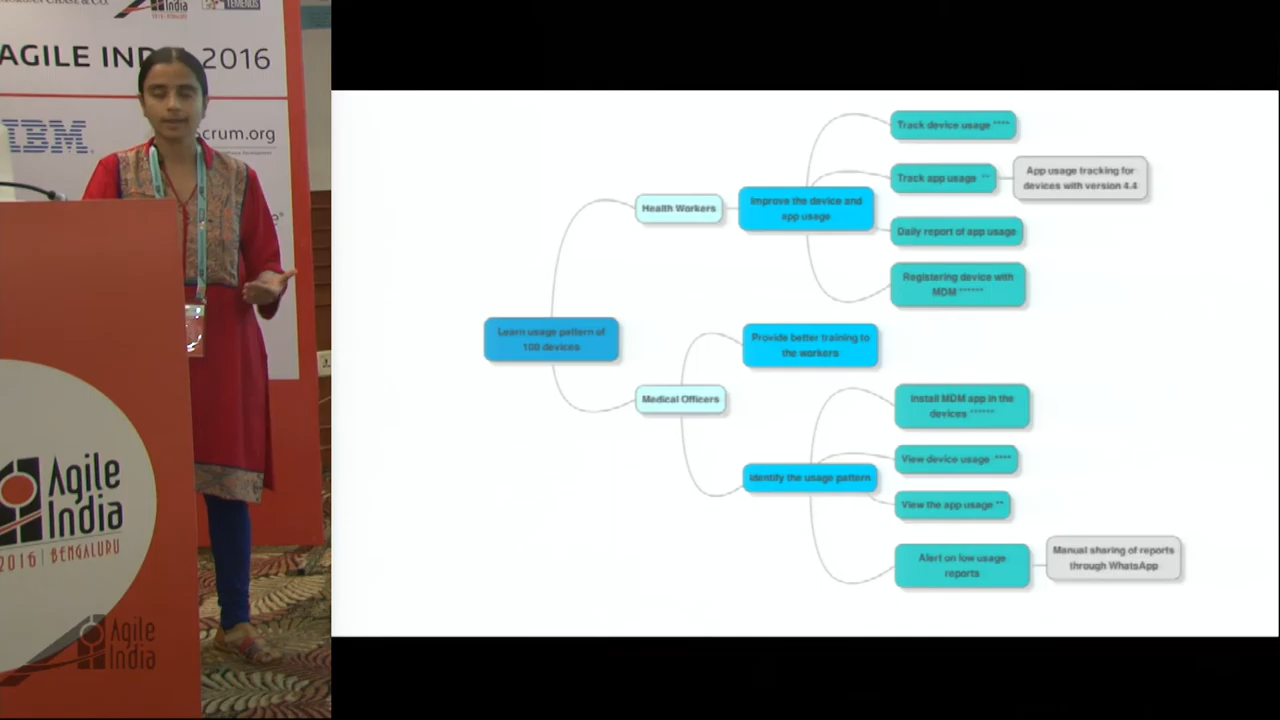 TEMENOS
AGILE IND
2016
IBM
crum.org
Agile
India
2016 | BENGALURU
Agile
India
Learn usage pattern of
100 devices
Health Workers
Improve the device and
app usage
Track device usage ****
Track app usage **
App usage tracking for
devices with version 4.4
Daily report of app usage
Registering device with
MDM ******
Medical Officers
Provide better training to
the workers
Identify the usage pattern
Install MDM app in the
devices ******
View device usage ****
View the app usage **
Alert on low usage
reports
Manual sharing of reports
through WhatsApp